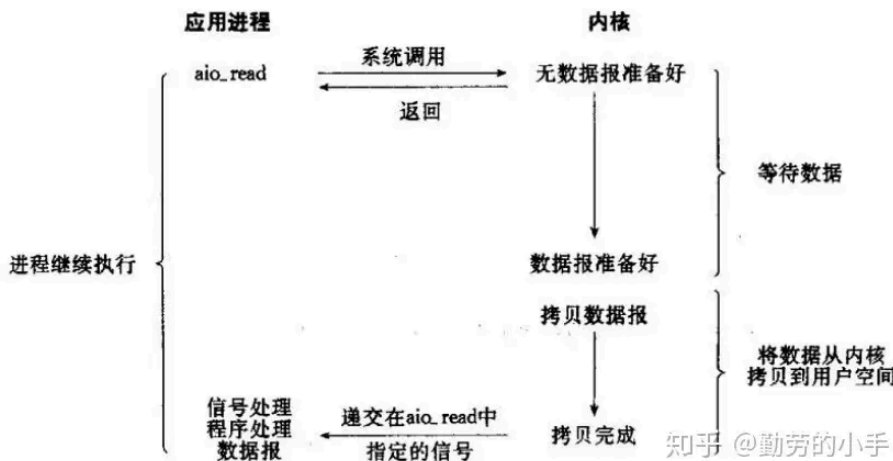 应用进程
内核
系统调用
aio_read
无数据报准备好
返回
等待数据
进程继续执行
数据报准备好
拷贝数据报
将数据从内核
拷贝到用户空间
信号处理
程序处理
数据报
递交在aio_read中
指定的信号
拷贝完成
知乎 @勤劳的小手